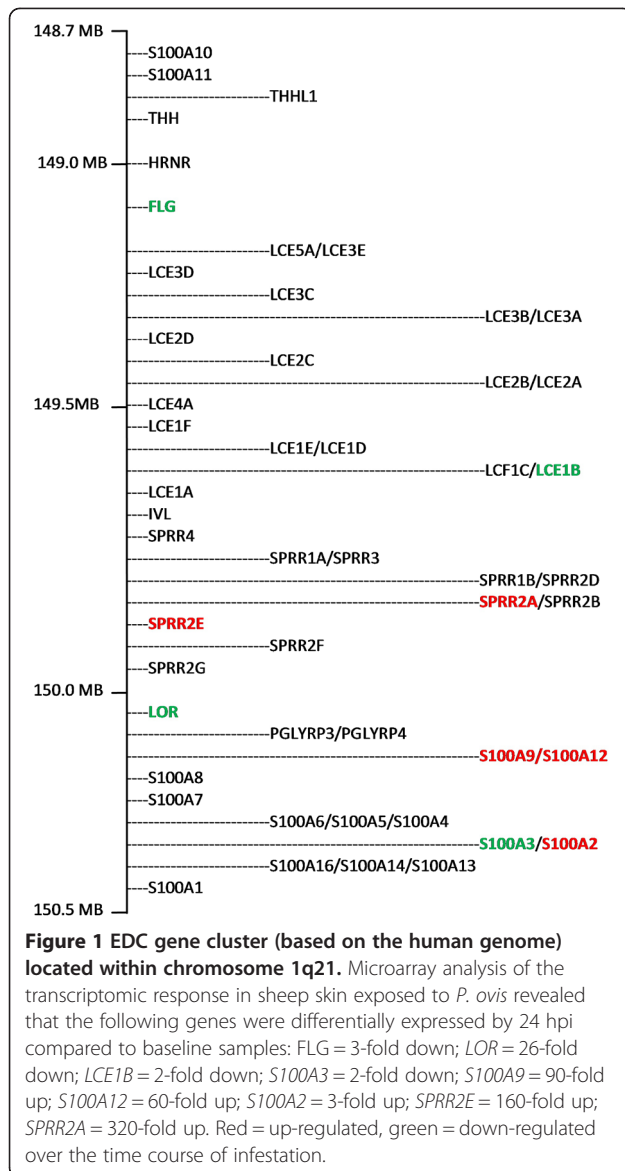 148.7 MB
S100A10
S100A11
THHL1
THH
149.0 MB
HRNR
FLG
LCE5A/LCE3E
LCE3D
LCE3C
LCE3B/LCE3A
LCE2D
LCE2C
LCE2B/LCE2A
149.5MB
LCE4A
LCE1F
LCE1E/LCE1D
LCF1C/LCE1B
LCE1A
IVL
SPRR4
SPRR1A/SPRR3
SPRR1B/SPRR2D
SPRR2A/SPRR2B
SPRR2E
SPRR2F
SPRR2G
150.0 MB
LOR
PGLYRP3/PGLYRP4
S100A9/S100A12
S100A8
S100A7
S100A6/S100A5/S100A4
S100A3/S100A2
S100A16/S100A14/S100A13
S100A1
150.5 MB
Figure 1 EDC gene cluster (based on the human genome)
located within chromosome 1q21. Microarray analysis of the
transcriptomic response in sheep skin exposed to P. ovis revealed
that the following genes were differentially expressed by 24 hpi
compared to baseline samples: FLG = 3-fold down; LOR = 26-fold
down; LCE1B = 2-fold down; S100A3 = 2-fold down; S100A9 = 90-fold
up; S100A12 = 60-fold up; S100A2 = 3-fold up; SPRR2E = 160-fold up;
SPRR2A = 320-fold up. Red = up-regulated, green = down-regulated
over the time course of infestation.